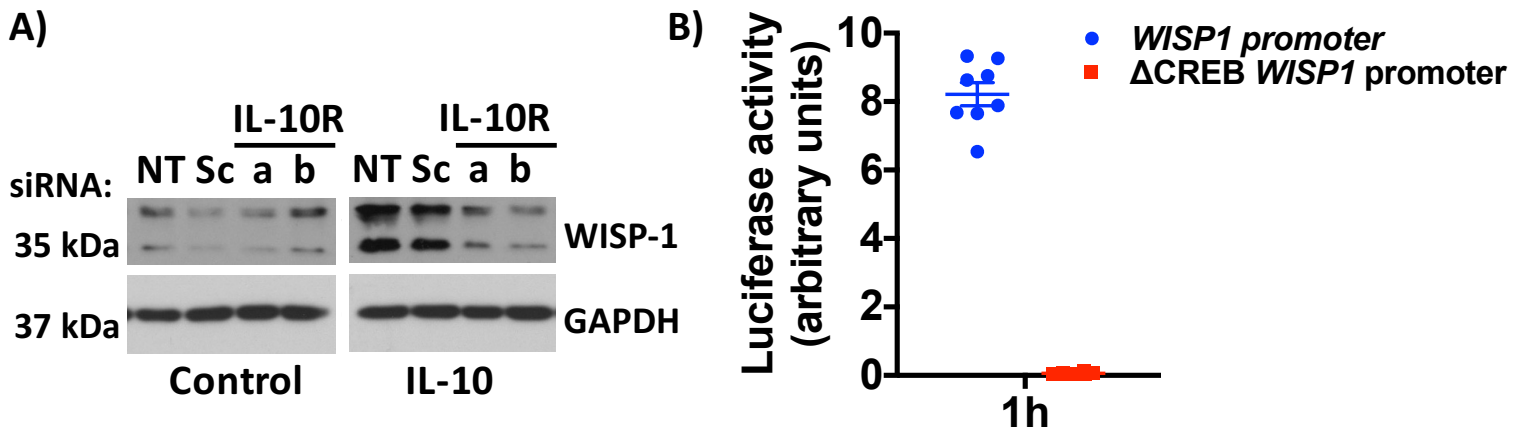 A)
IL-10R IL-10R
siRNA: NT Sc a b NT Sc a b
35 kDa WISP-1
37 kDa GAPDH
Control IL-10
B)
Luciferase activity
(arbitrary units)
10
8
6
4
2
0
1h
WISP1 promoter
ΔCREB WISP1 promoter